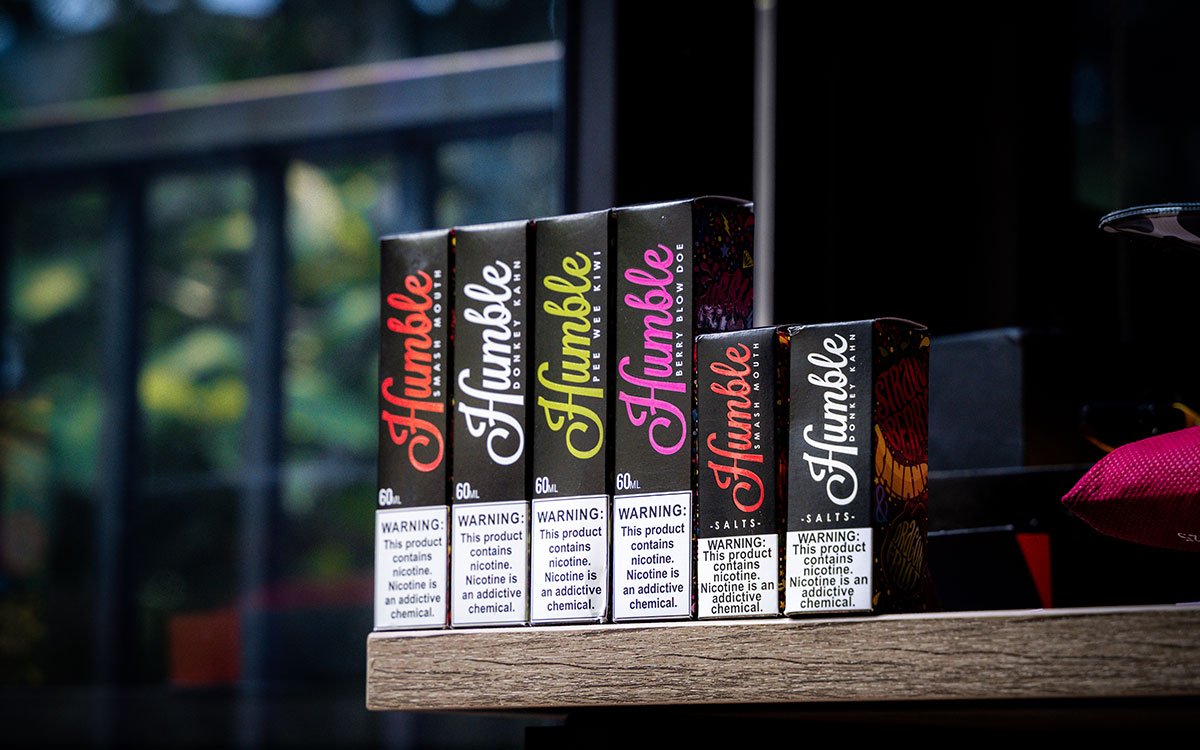 Humble
SMASH MOUTH
60ML
WARNING:
This product
contains
nicotine.
Nicotine is
an addictive
chemical.
Humble
DONKEY KAHN
60ML
WARNING:
This product
contains
nicotine.
Nicotine is
an addictive
chemical.
Humble
PEE WEE KIWI
60ML
WARNING:
This product
contains
nicotine.
Nicotine is
an addictive
chemical.
Humble
BERRY BLOW DOE
60ML
WARNING:
This product
contains
nicotine.
Nicotine is
an addictive
chemical.
Humble
SMASH MOUTH
-SALTS-
WARNING:
This product
contains
nicotine.
Nicotine is an
addictive
chemical.
Humble
DONKEY KAHN
-SALTS-
WARNING:
This product
contains
nicotine.
Nicotine is an
addictive
chemical.